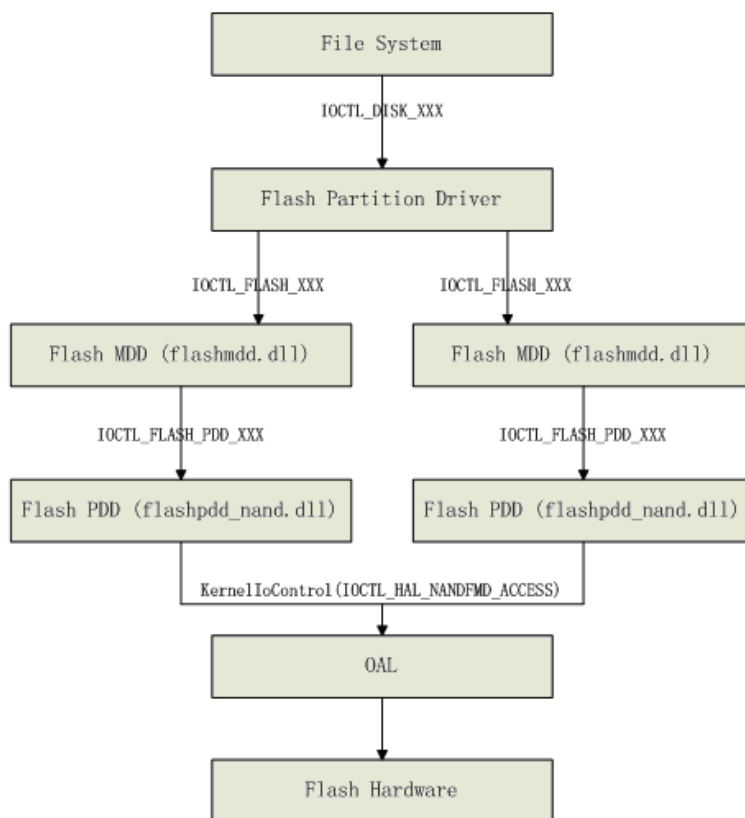 File System
IOCTL_DISK_XXX
Flash Partition Driver
IOCTL_FLASH_XXX
IOCTL_FLASH_XXX
Flash MDD (flashmdd.dll)
Flash MDD (flashmdd.dll)
IOCTL_FLASH_PDD_XXX
IOCTL_FLASH_PDD_XXX
Flash PDD (flashpdd_nand.dll)
Flash PDD (flashpdd_nand.dll)
KernelIoControl(IOCTL_HAL_NANDFMD_ACCESS)
OAL
Flash Hardware